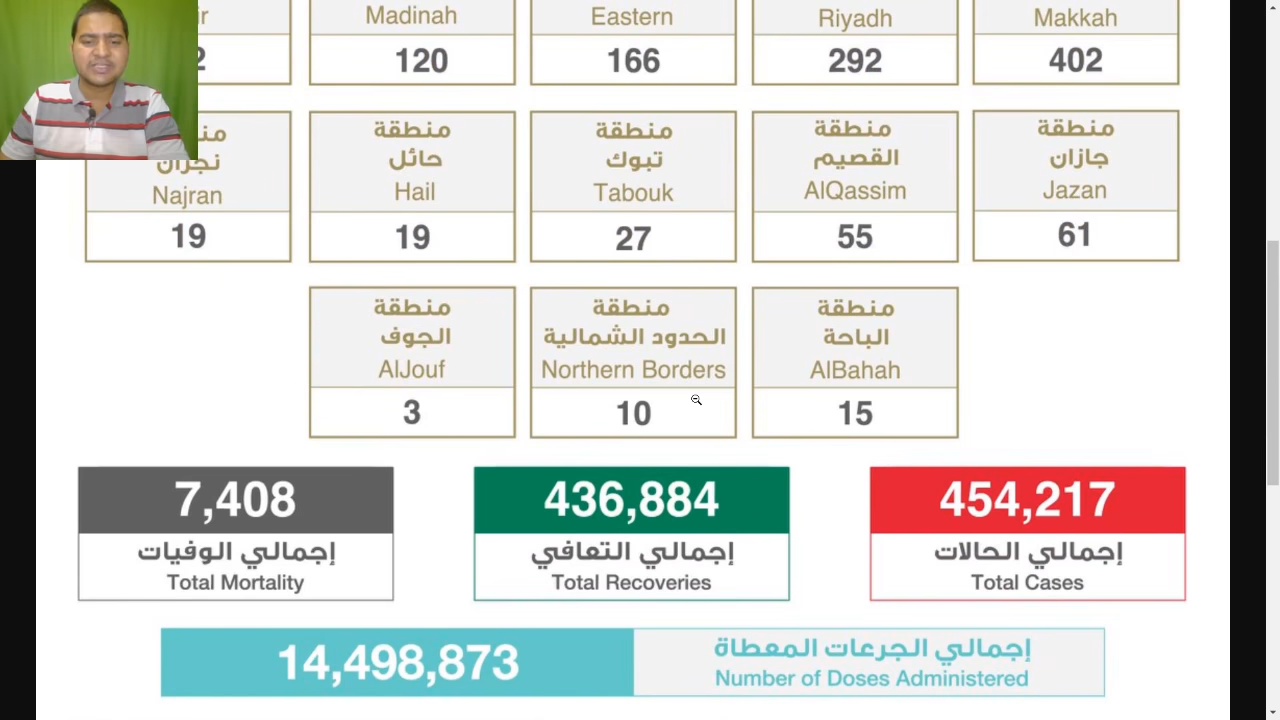 Madinah
Eastern
Riyadh
Makkah
120
166
292
402
منطقة
حائل
Hail
19
منطقة
تبوك
Tabouk
27
منطقة
القصيم
AlQassim
55
منطقة
جازان
Jazan
61
نجران
Najran
19
منطقة
الجوف
AlJouf
3
منطقة
الحدود الشمالية
Northern Borders
10
منطقة
الباحة
AlBahah
15
7,408
إجمالي الوفيات
Total Mortality
436,884
إجمالي التعافي
Total Recoveries
454,217
إجمالي الحالات
Total Cases
14,498,873
إجمالي الجرعات المعطاة
Number of Doses Administered